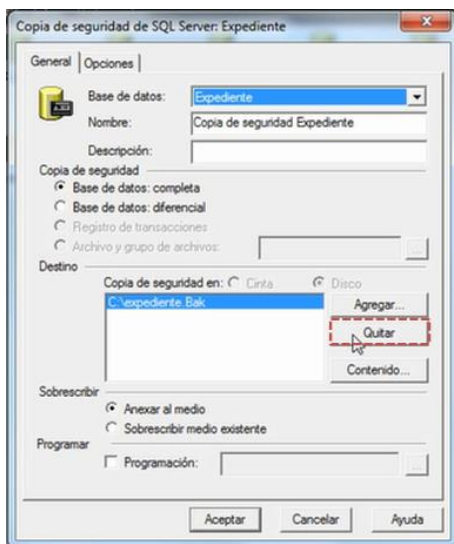 Copia de seguridad de SQL Server: Expediente
General Opciones
Base de datos: Expediente
Nombre: Copia de seguridad Expediente
Descripción:
Copia de seguridad
Base de datos: completa
Base de datos: diferencial
Registro de transacciones
Archivo y grupo de archivos: ...
Destino
Copia de seguridad en: Cinta Disco
C:\expediente.Bak
Agregar...
Quitar
Contenido...
Sobrescribir
Anexar al medio
Sobrescribir medio existente
Programar
Programación: ...
Aceptar Cancelar Ayuda